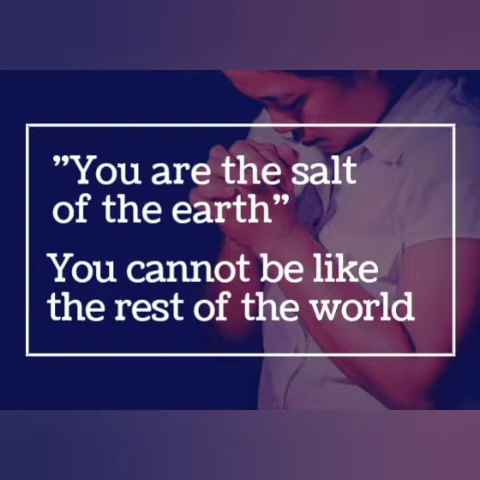 ”You are the salt
of the earth”
You cannot be like
the rest of the world